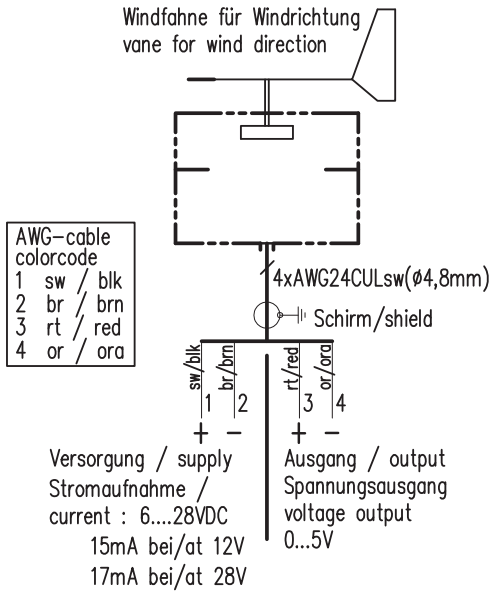 Windfahne für Windrichtung
vane for wind direction
AWG-cable
colorcode
1 sw / blk
2 br / brn
3 rt / red
4 or / ora
4xAWG24CULsw(ø4,8mm)
Schirm/shield
sw/blk
br/brn
rt/red
or/ora
1 2 3 4
+ - + -
Versorgung / supply
Stromaufnahme /
current : 6....28VDC
15mA bei/at 12V
17mA bei/at 28V
Ausgang / output
Spannungsausgang
voltage output
0...5V